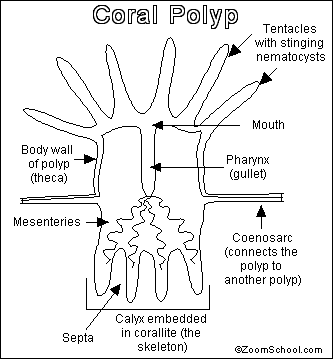 Coral Polyp
Tentacles
with stinging
nematocysts
Mouth
Body wall
of polyp
(theca)
Pharynx
(gullet)
Mesenteries
Coenosarc
(connects the
polyp to
another polyp)
Calyx embedded
in corallite (the
skeleton)
Septa
©ZoomSchool.com